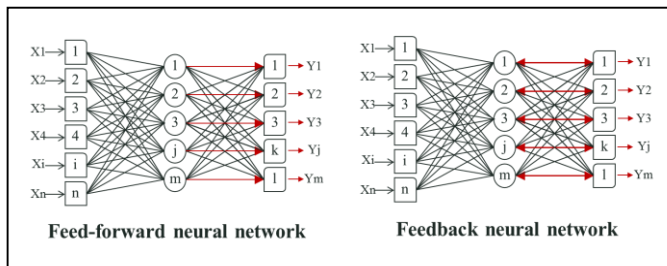 X1 1 1 1 Y1
X2 2 2 2 Y2
X3 3 3 3 Y3
X4 4 j k Yj
Xi i m l Ym
Xn n
Feed-forward neural network
X1 1 1 1 Y1
X2 2 2 2 Y2
X3 3 3 3 Y3
X4 4 j k Yj
Xi i m l Ym
Xn n
Feedback neural network